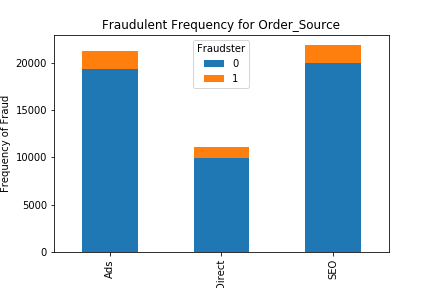 Fraudulent Frequency for Order_Source
Fraudster
0
1
Frequency of Fraud
20000
15000
10000
5000
0
Ads
Direct
SEO